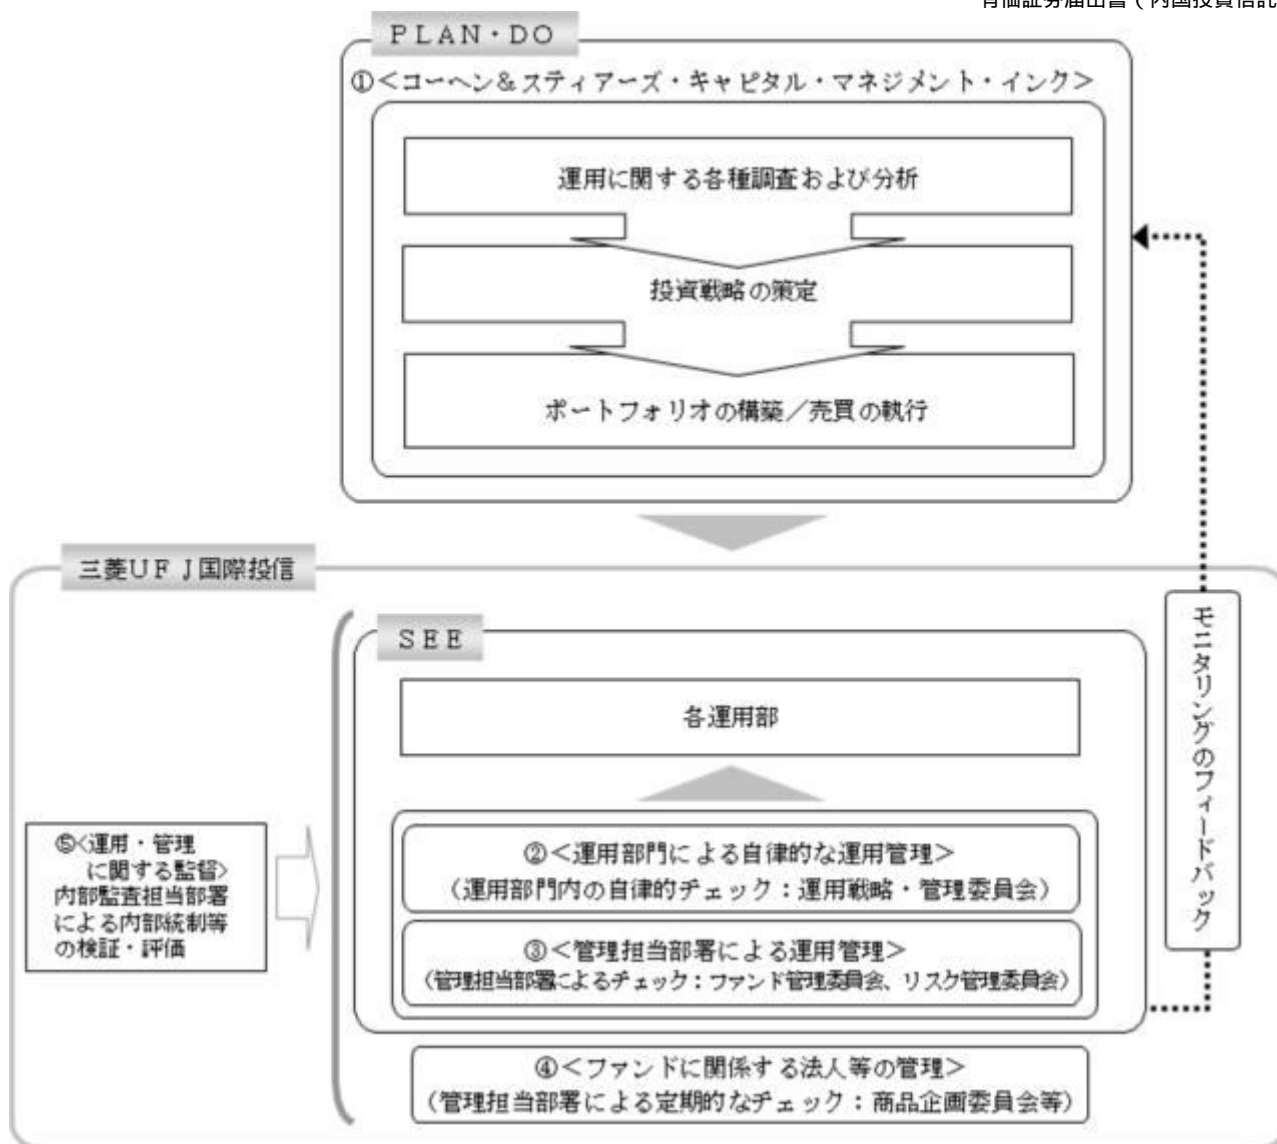 有価証券届出書（内国投資信託
ＰＬＡＮ・ＤＯ
①＜コーヘン＆スティアーズ・キャピタル・マネジメント・インク＞
運用に関する各種調査および分析
投資戦略の策定
ポートフォリオの構築／売買の執行
三菱ＵＦＪ国際投信
ＳＥＥ
各運用部
②＜運用部門による自律的な運用管理＞
（運用部門内の自律的チェック：運用戦略・管理委員会）
③＜管理担当部署による運用管理＞
（管理担当部署によるチェック：ファンド管理委員会、リスク管理委員会）
④＜ファンドに関係する法人等の管理＞
（管理担当部署による定期的なチェック：商品企画委員会等）
⑤＜運用・管理
に関する監督＞
内部監査担当部署
による内部統制等
の検証・評価
モニタリングのフィードバック